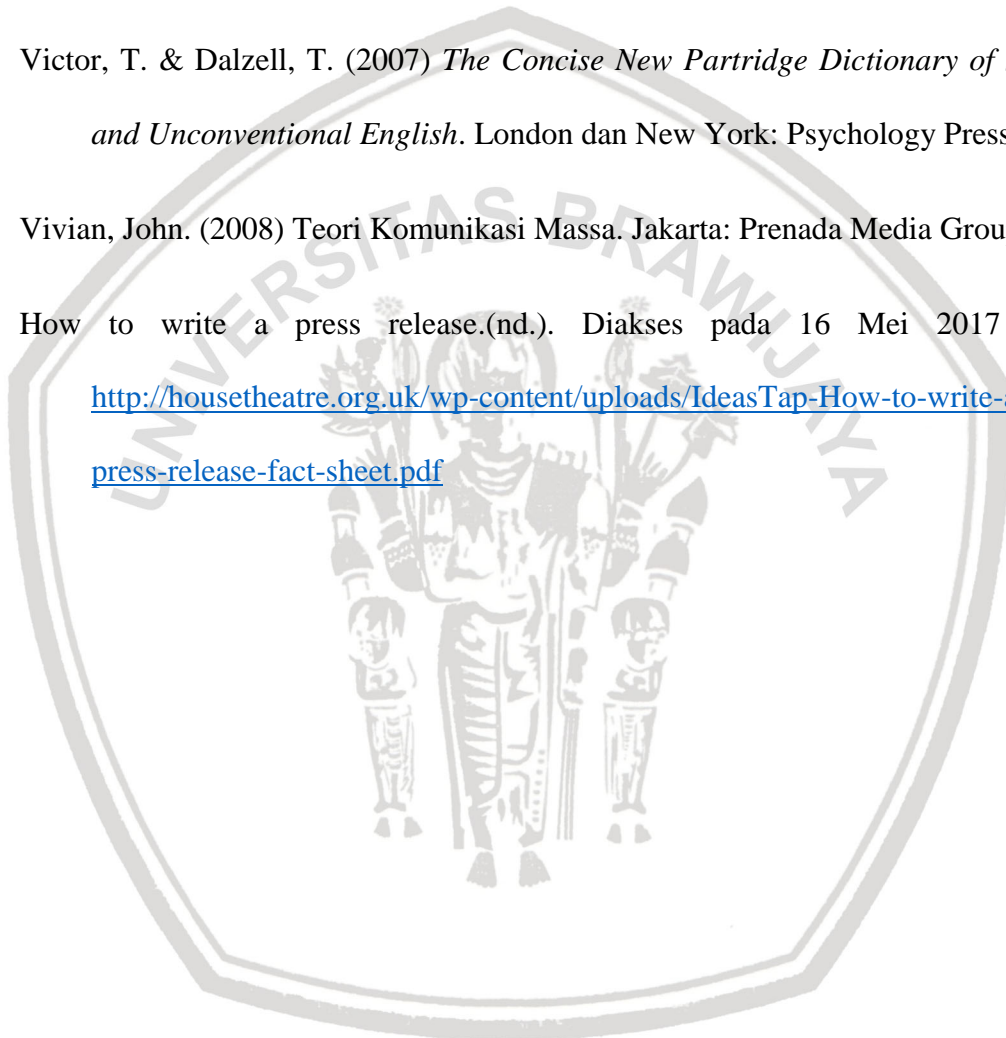 Victor, T. & Dalzell, T. (2007) The Concise New Partridge Dictionary of
and Unconventional English. London dan New York: Psychology Press
Vivian, John. (2008) Teori Komunikasi Massa. Jakarta: Prenada Media Grou
How to write a press release.(nd.). Diakses pada 16 Mei 2017
http://housetheatre.org.uk/wp-content/uploads/IdeasTap-How-to-write-a
press-release-fact-sheet.pdf
UNIVERSITAS BRAWIJAYA